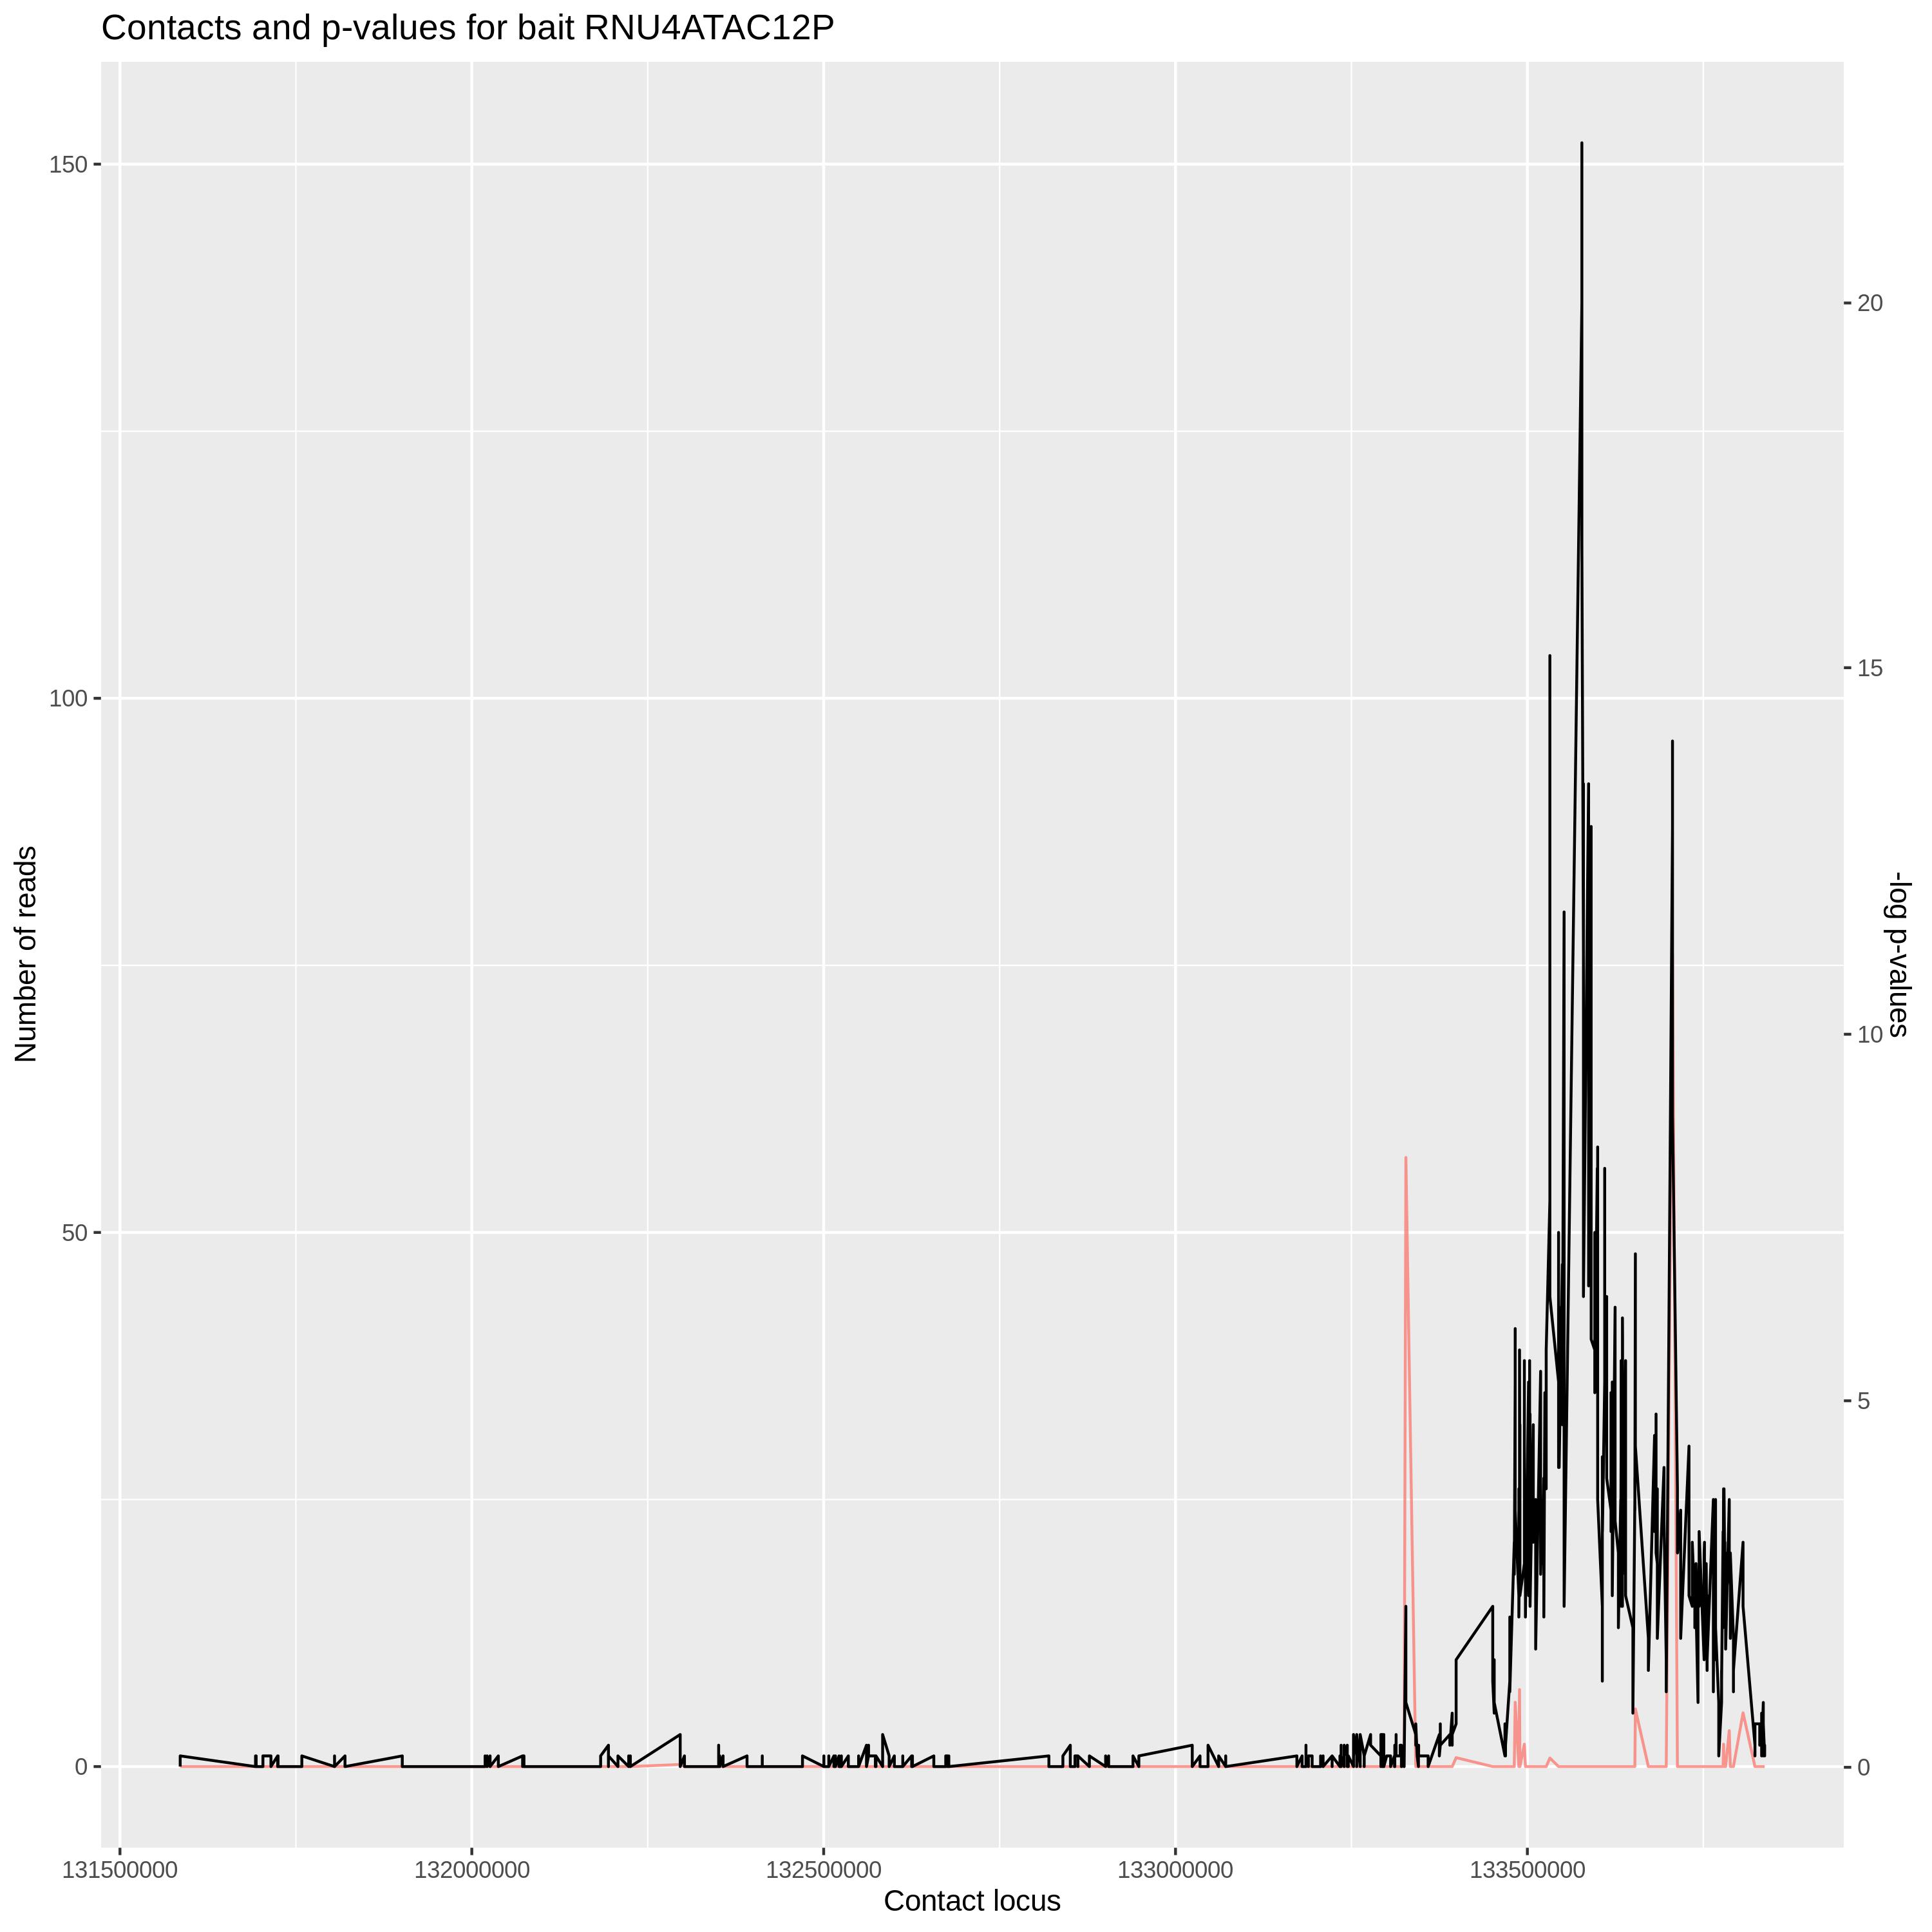 Contacts and p-values for bait RNU4ATAC12P
150
100
50
0
Number of reads
20
15
10
5
0
-log p-values
131500000 132000000 132500000 133000000 133500000
Contact locus